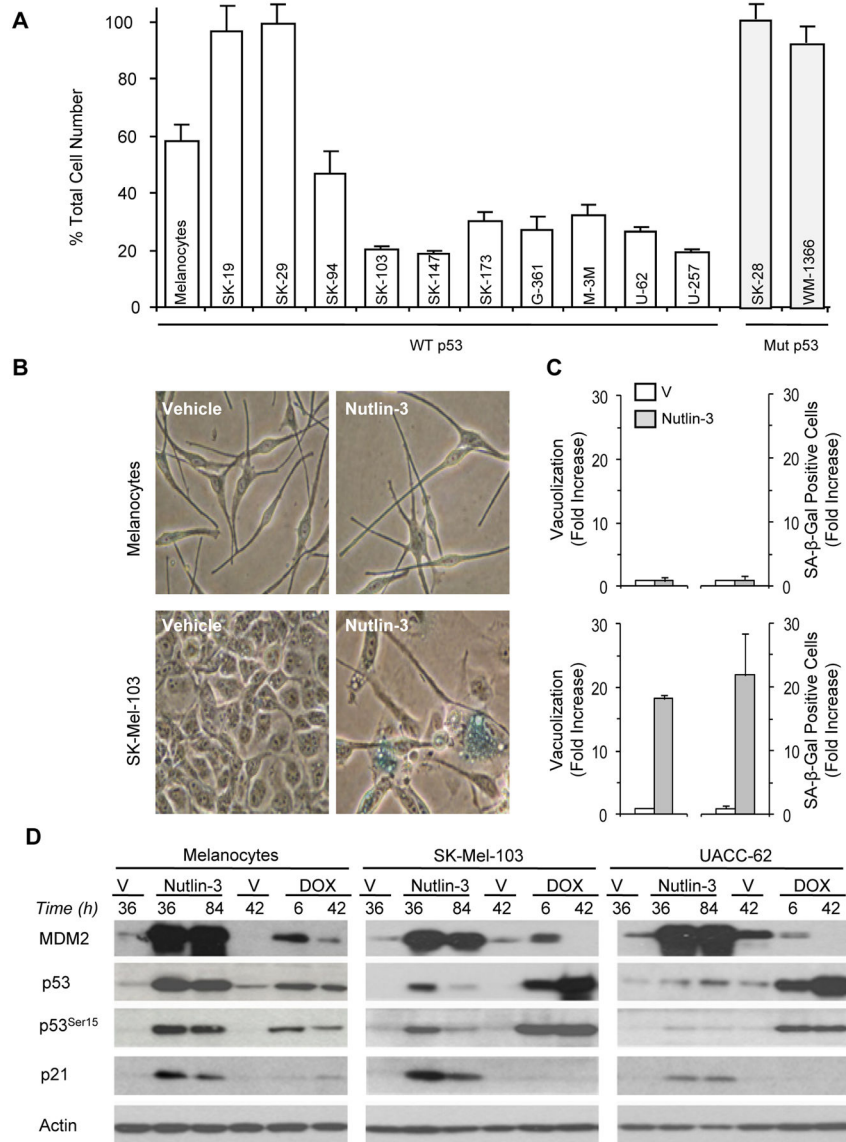 A
% Total Cell Number
100
80
60
40
20
0
Melanocytes
SK-19
SK-29
SK-94
SK-103
SK-147
SK-173
G-361
M-3M
U-62
U-257
SK-28
WM-1366
WT p53
Mut p53
B
Vehicle
Nutlin-3
Melanocytes
Vehicle
Nutlin-3
SK-Mel-103
C
V
Nutlin-3
Vacuolization
(Fold Increase)
30
20
10
0
30
20
10
0
SA-β-Gal Positive Cells
(Fold Increase)
Vacuolization
(Fold Increase)
30
20
10
0
30
20
10
0
SA-β-Gal Positive Cells
(Fold Increase)
D
Melanocytes SK-Mel-103 UACC-62
V Nutlin-3 V DOX V Nutlin-3 V DOX V Nutlin-3 V DOX
Time (h) 36 36 84 42 6 42 36 36 84 42 6 42 36 36 84 42 6 42
MDM2
p53
p53Ser15
p21
Actin